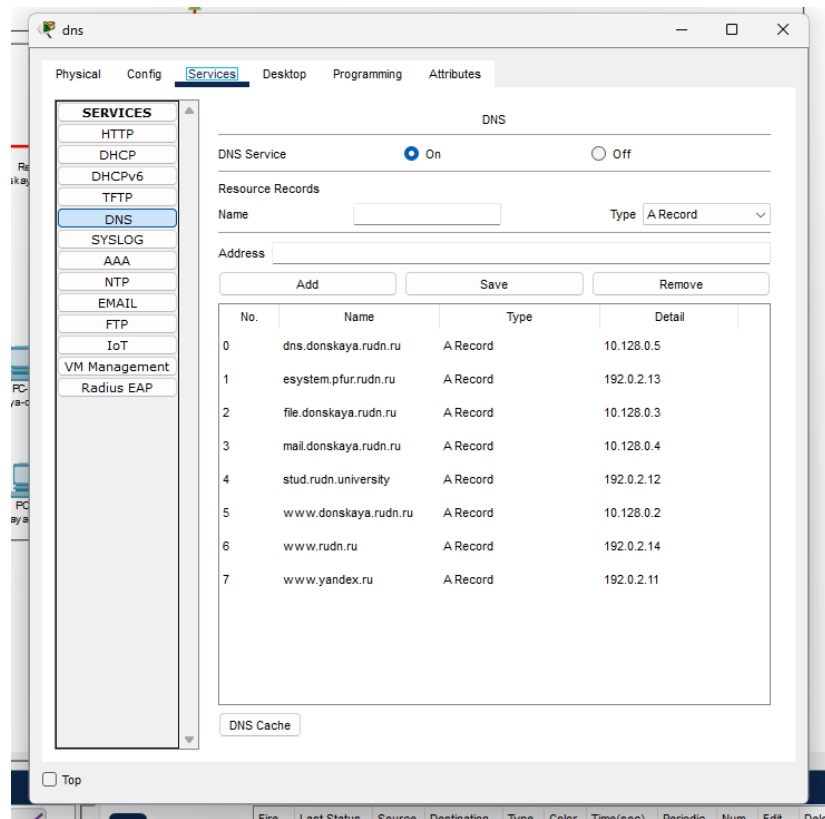 dns
Physical Config Services Desktop Programming Attributes
SERVICES
HTTP
DHCP
DHCPv6
TFTP
DNS
SYSLOG
AAA
NTP
EMAIL
FTP
IoT
VM Management
Radius EAP
DNS
DNS Service On Off
Resource Records
Name Type A Record
Address
Add Save Remove
No. Name Type Detail
0 dns.donskaya.rudn.ru A Record 10.128.0.5
1 esystem.pfur.rudn.ru A Record 192.0.2.13
2 file.donskaya.rudn.ru A Record 10.128.0.3
3 mail.donskaya.rudn.ru A Record 10.128.0.4
4 stud.rudn.university A Record 192.0.2.12
5 www.donskaya.rudn.ru A Record 10.128.0.2
6 www.rudn.ru A Record 192.0.2.14
7 www.yandex.ru A Record 192.0.2.11
DNS Cache
Top
Fire Last Status Source Destination Type Color Time(sec) Periodic Num Edit